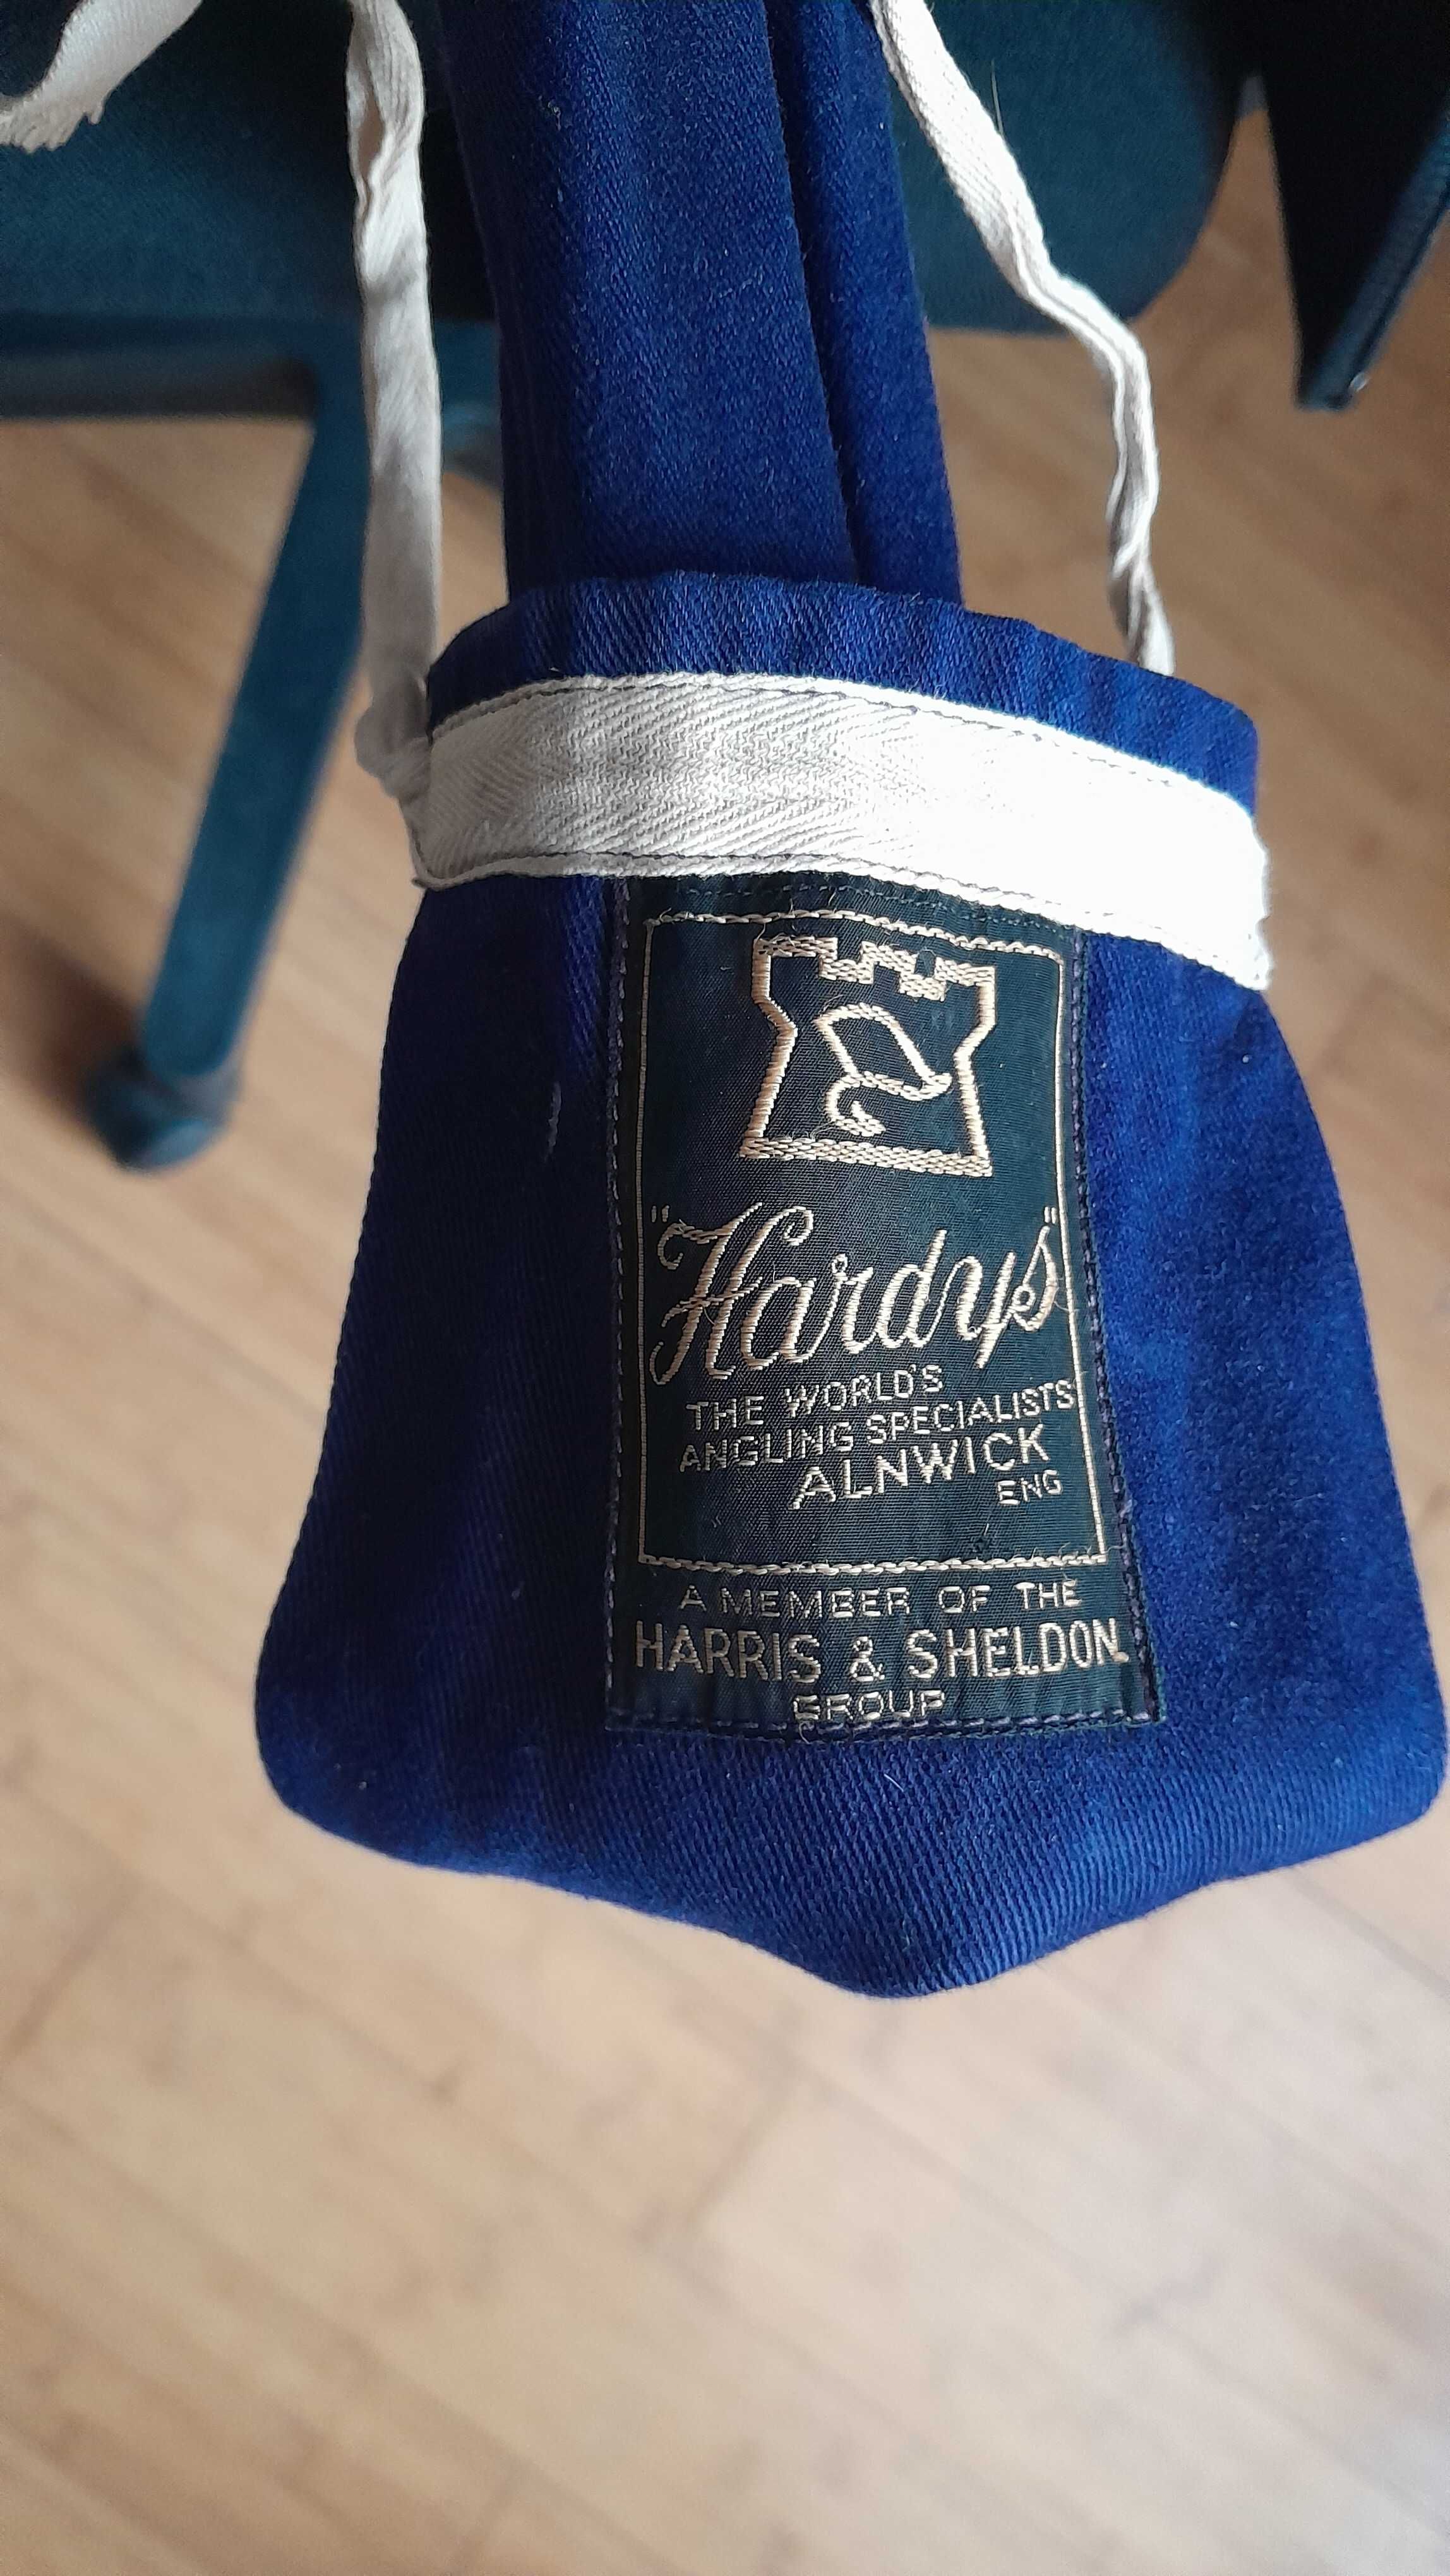 "Hardys"
THE WORLD'S
ANGLING SPECIALISTS
ALNWICK
ENG
A MEMBER OF THE
HARRIS & SHELDON
GROUP